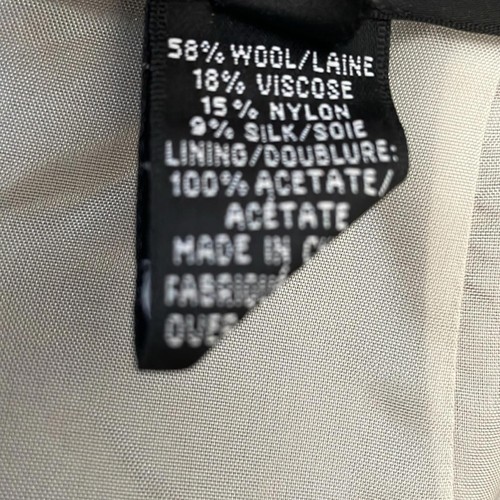 58% WOOL/LAINE
18% VISCOSE
15% NYLON
9% SILK/SOIE
LINING/DOUBLURE:
100% ACETATE/
ACÉTATE
MADE IN